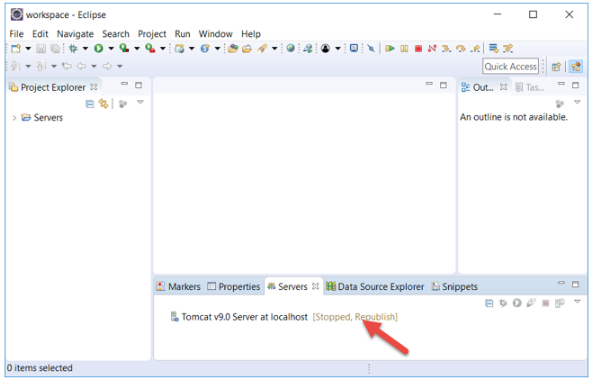 workspace - Eclipse
File Edit Navigate Search Project Run Window Help
Quick Access
Project Explorer
Servers
Out...
Tas...
An outline is not available.
Markers Properties Servers Data Source Explorer Snippets
Tomcat v9.0 Server at localhost [Stopped, Republish]
0 items selected